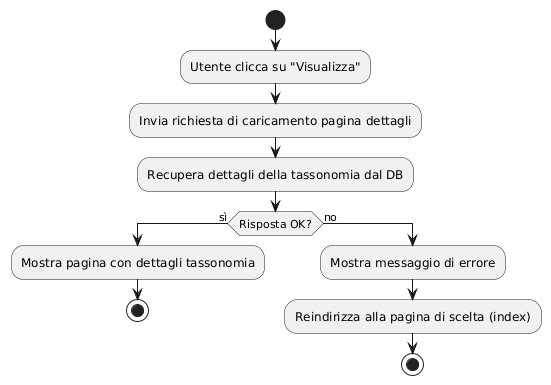 Utente clicca su "Visualizza"
Invia richiesta di caricamento pagina dettagli
Recupera dettagli della tassonomia dal DB
sì
Risposta OK?
no
Mostra pagina con dettagli tassonomia
Mostra messaggio di errore
Reindirizza alla pagina di scelta (index)